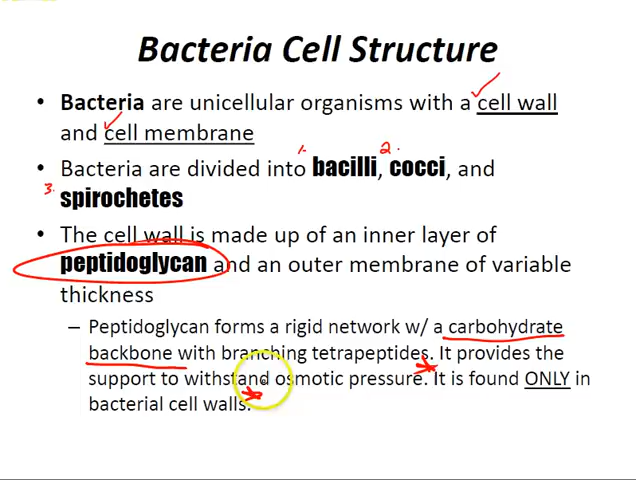 Bacteria Cell Structure
• Bacteria are unicellular organisms with a cell wall
and cell membrane
1. 2.
• Bacteria are divided into bacilli, cocci, and
3. spirochetes
• The cell wall is made up of an inner layer of
peptidoglycan and an outer membrane of variable
thickness
– Peptidoglycan forms a rigid network w/ a carbohydrate
backbone with branching tetrapeptides. It provides the
support to withstand osmotic pressure. It is found ONLY in
bacterial cell walls.